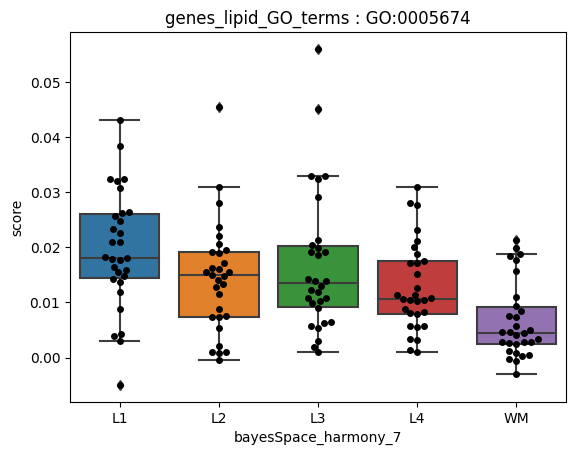 genes_lipid_GO_terms : GO:0005674
score
0.05
0.04
0.03
0.02
0.01
0.00
L1 L2 L3 L4 WM
bayesSpace_harmony_7